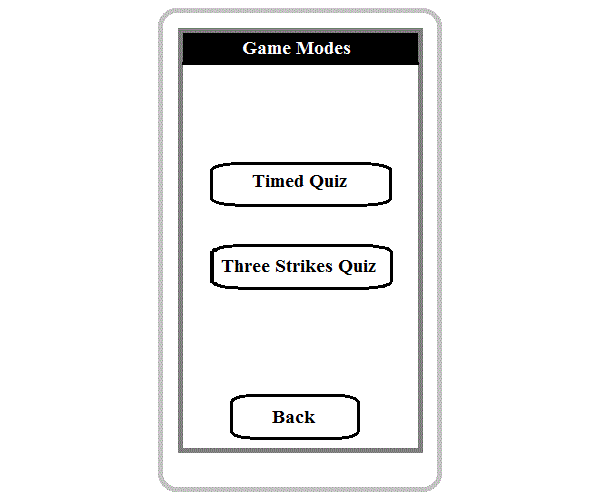 Game Modes
Timed Quiz
Three Strikes Quiz
Back